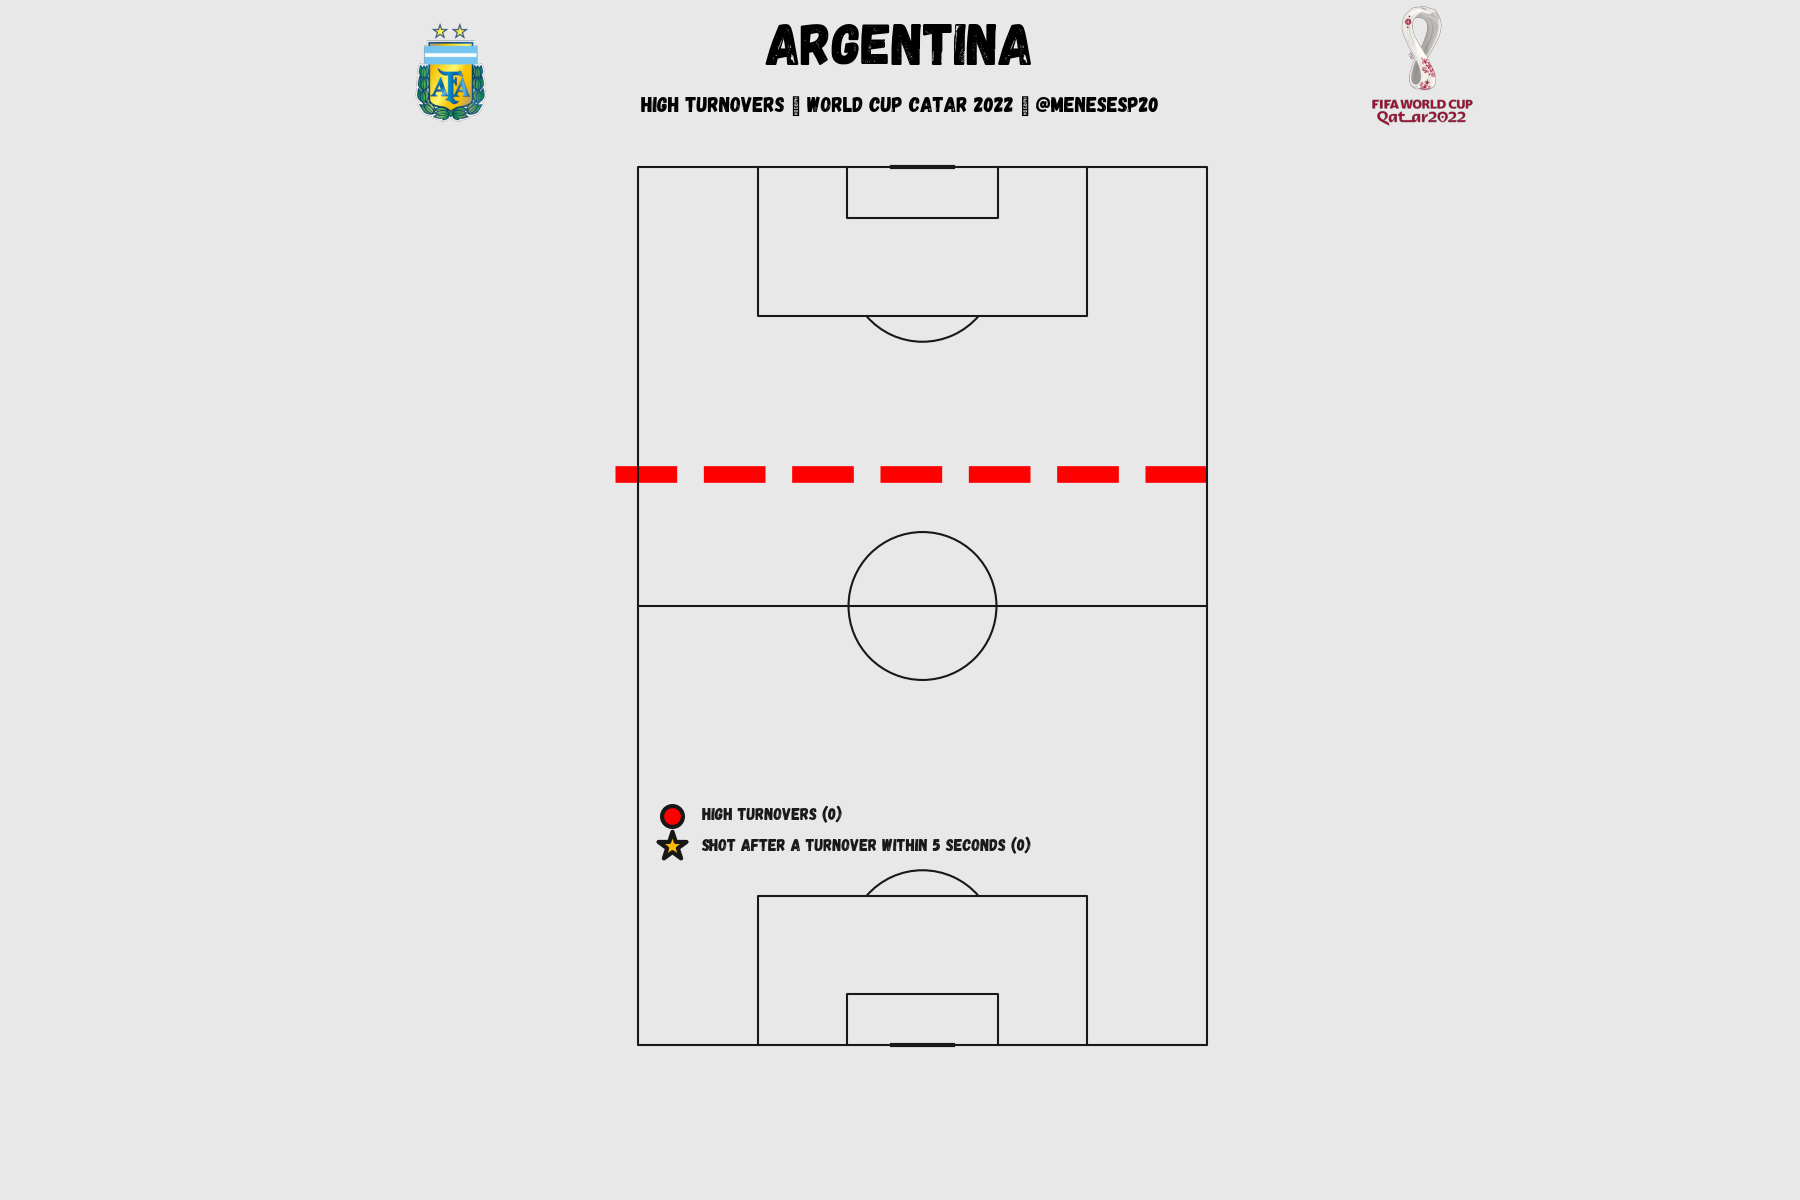 ARGENTINA
HIGH TURNOVERS ▯ WORLD CUP CATAR 2022 ▯ @MENESESP20
AFA
FIFA WORLD CUP
Qatar2022
HIGH TURNOVERS (0)
SHOT AFTER A TURNOVER WITHIN 5 SECONDS (0)